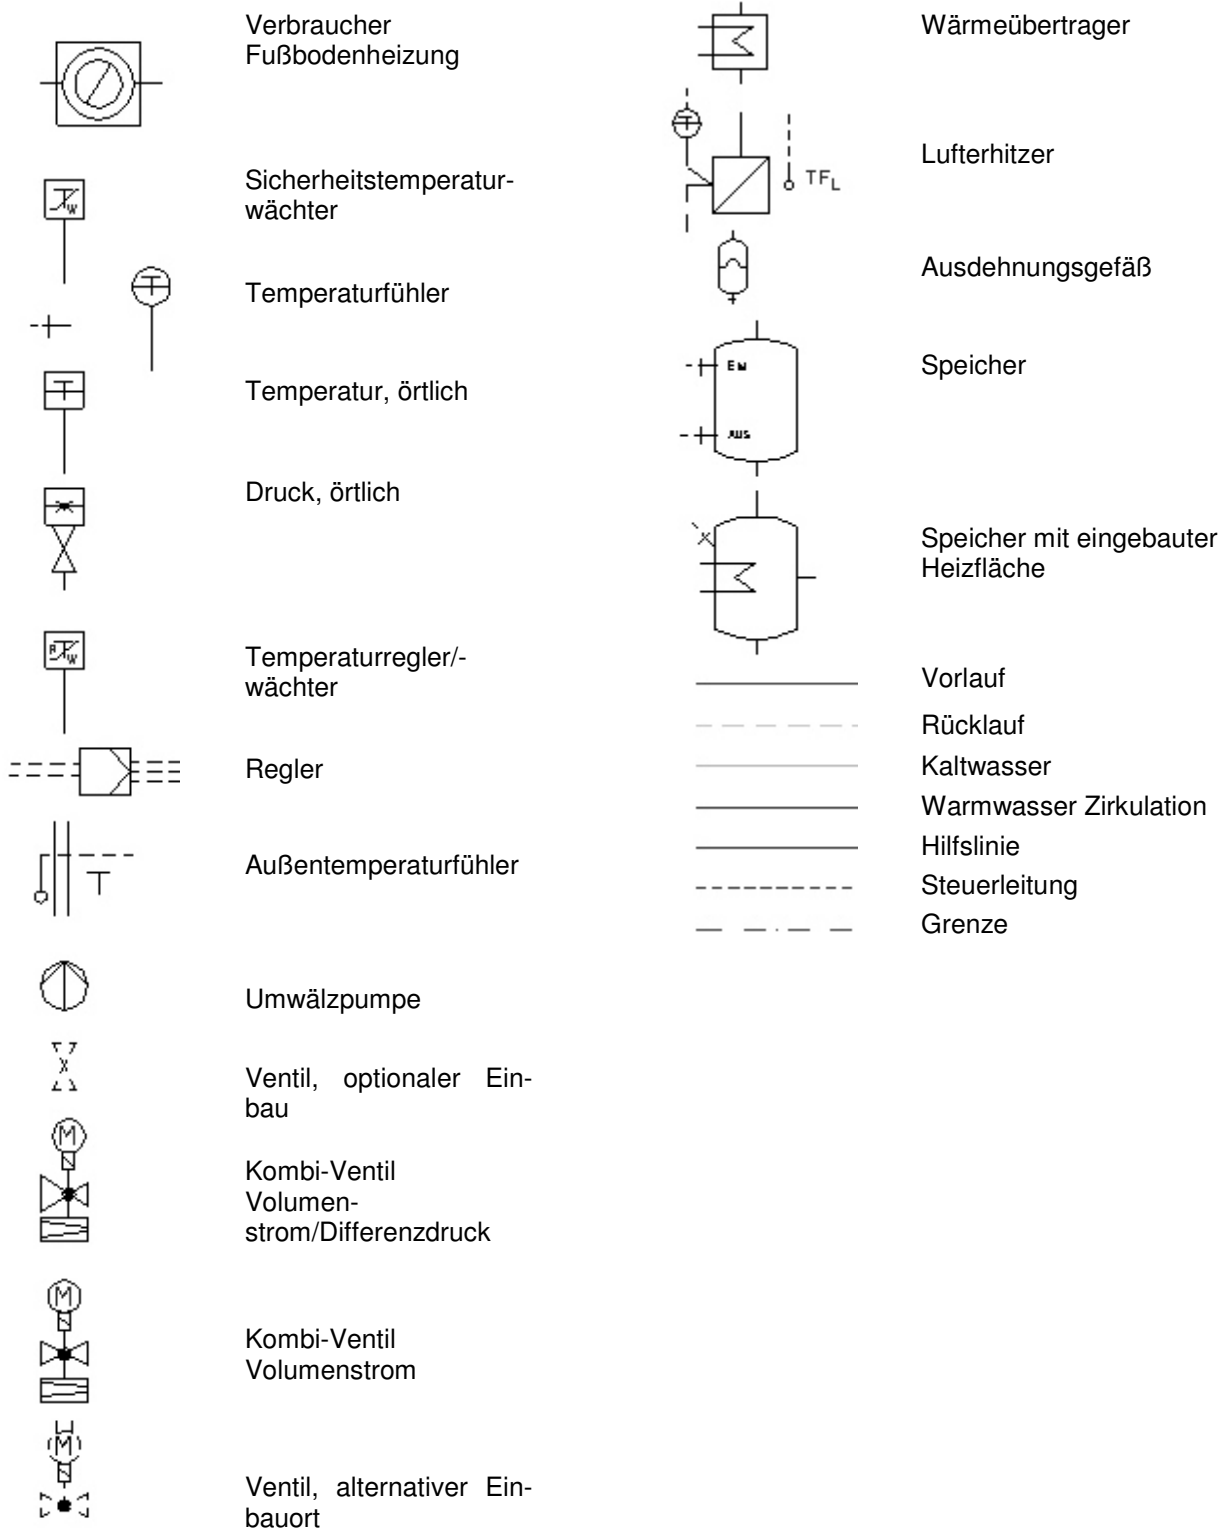 Verbraucher
Fußbodenheizung
W
Sicherheitstemperatur-
wächter
T
Temperaturfühler
T
Temperatur, örtlich
Druck, örtlich
R W
Temperaturregler/-
wächter
Regler
T
Außentemperaturfühler
Umwälzpumpe
Ventil, optionaler Ein-
bau
M
Kombi-Ventil
Volumen-
strom/Differenzdruck
M
Kombi-Ventil
Volumenstrom
M
Ventil, alternativer Ein-
bauort
Wärmeübertrager
T
TFL
Lufterhitzer
Ausdehnungsgefäß
EIN
AUS
Speicher
Speicher mit eingebauter
Heizfläche
Vorlauf
Rücklauf
Kaltwasser
Warmwasser Zirkulation
Hilfslinie
Steuerleitung
Grenze